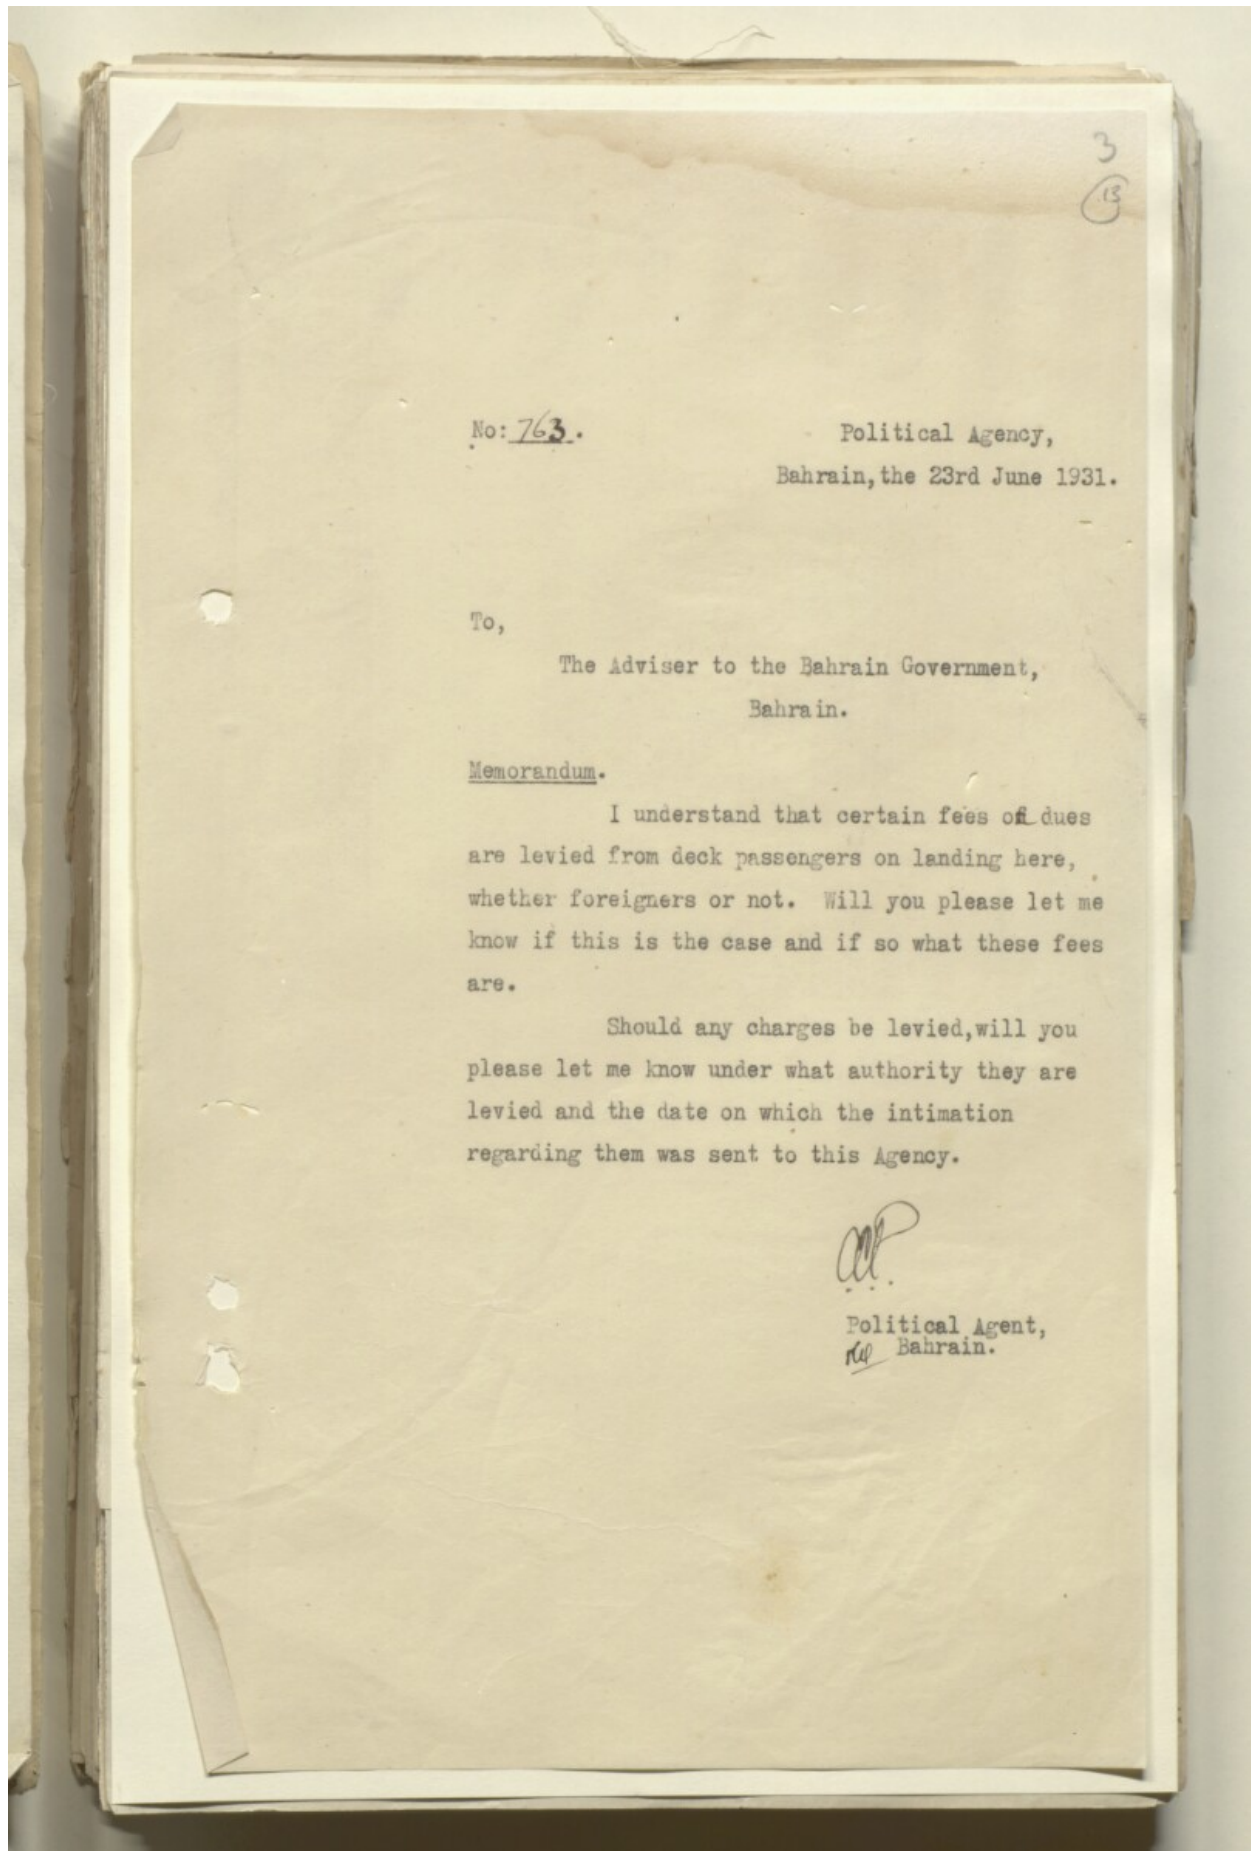 3
13
No: 763.
Political Agency,
Bahrain, the 23rd June 1931.
To,
The Adviser to the Bahrain Government,
Bahrain.
Memorandum.
I understand that certain fees or dues
are levied from deck passengers on landing here,
whether foreigners or not. Will you please let me
know if this is the case and if so what these fees
are.
Should any charges be levied, will you
please let me know under what authority they are
levied and the date on which the intimation
regarding them was sent to this Agency.
Political Agent,
Bahrain.